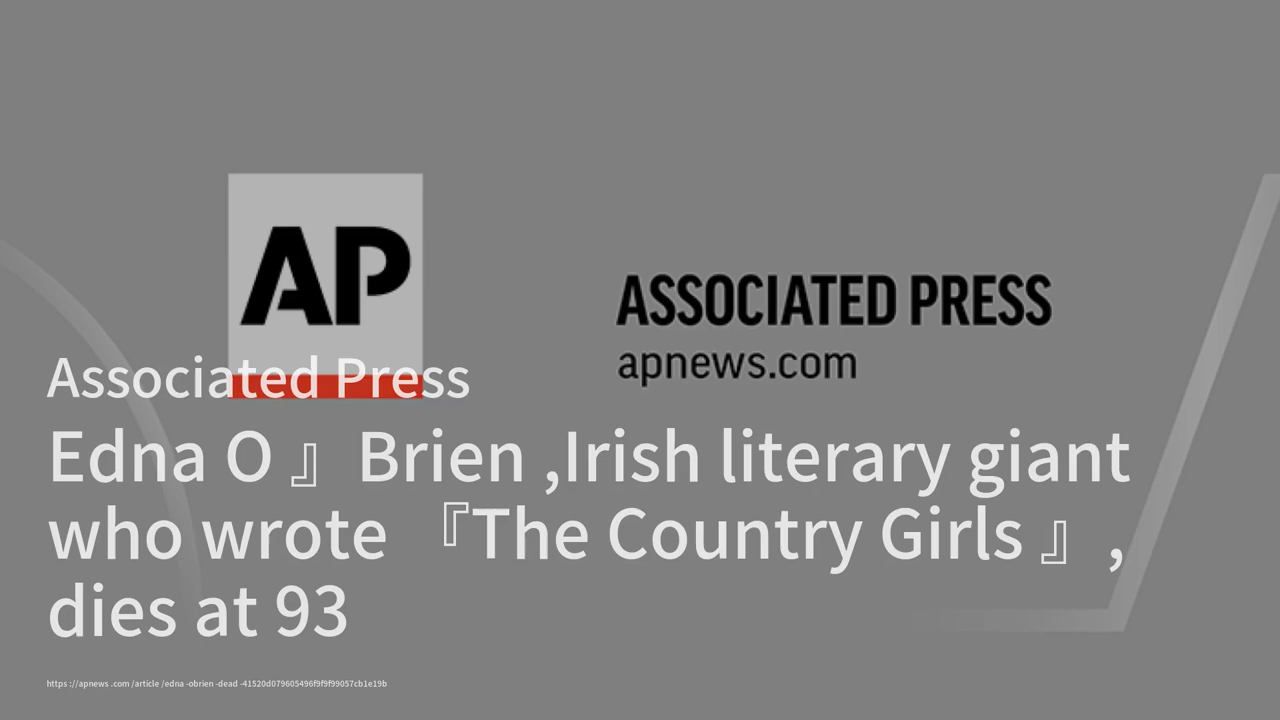 AP
ASSOCIATED PRESS
apnews.com
Associated Press
Edna O 』 Brien ,Irish literary giant
who wrote 『The Country Girls 』 ,
dies at 93
https ://apnews .com /article /edna -obrien -dead -41520d079605496f9f9f99057cb1e19b